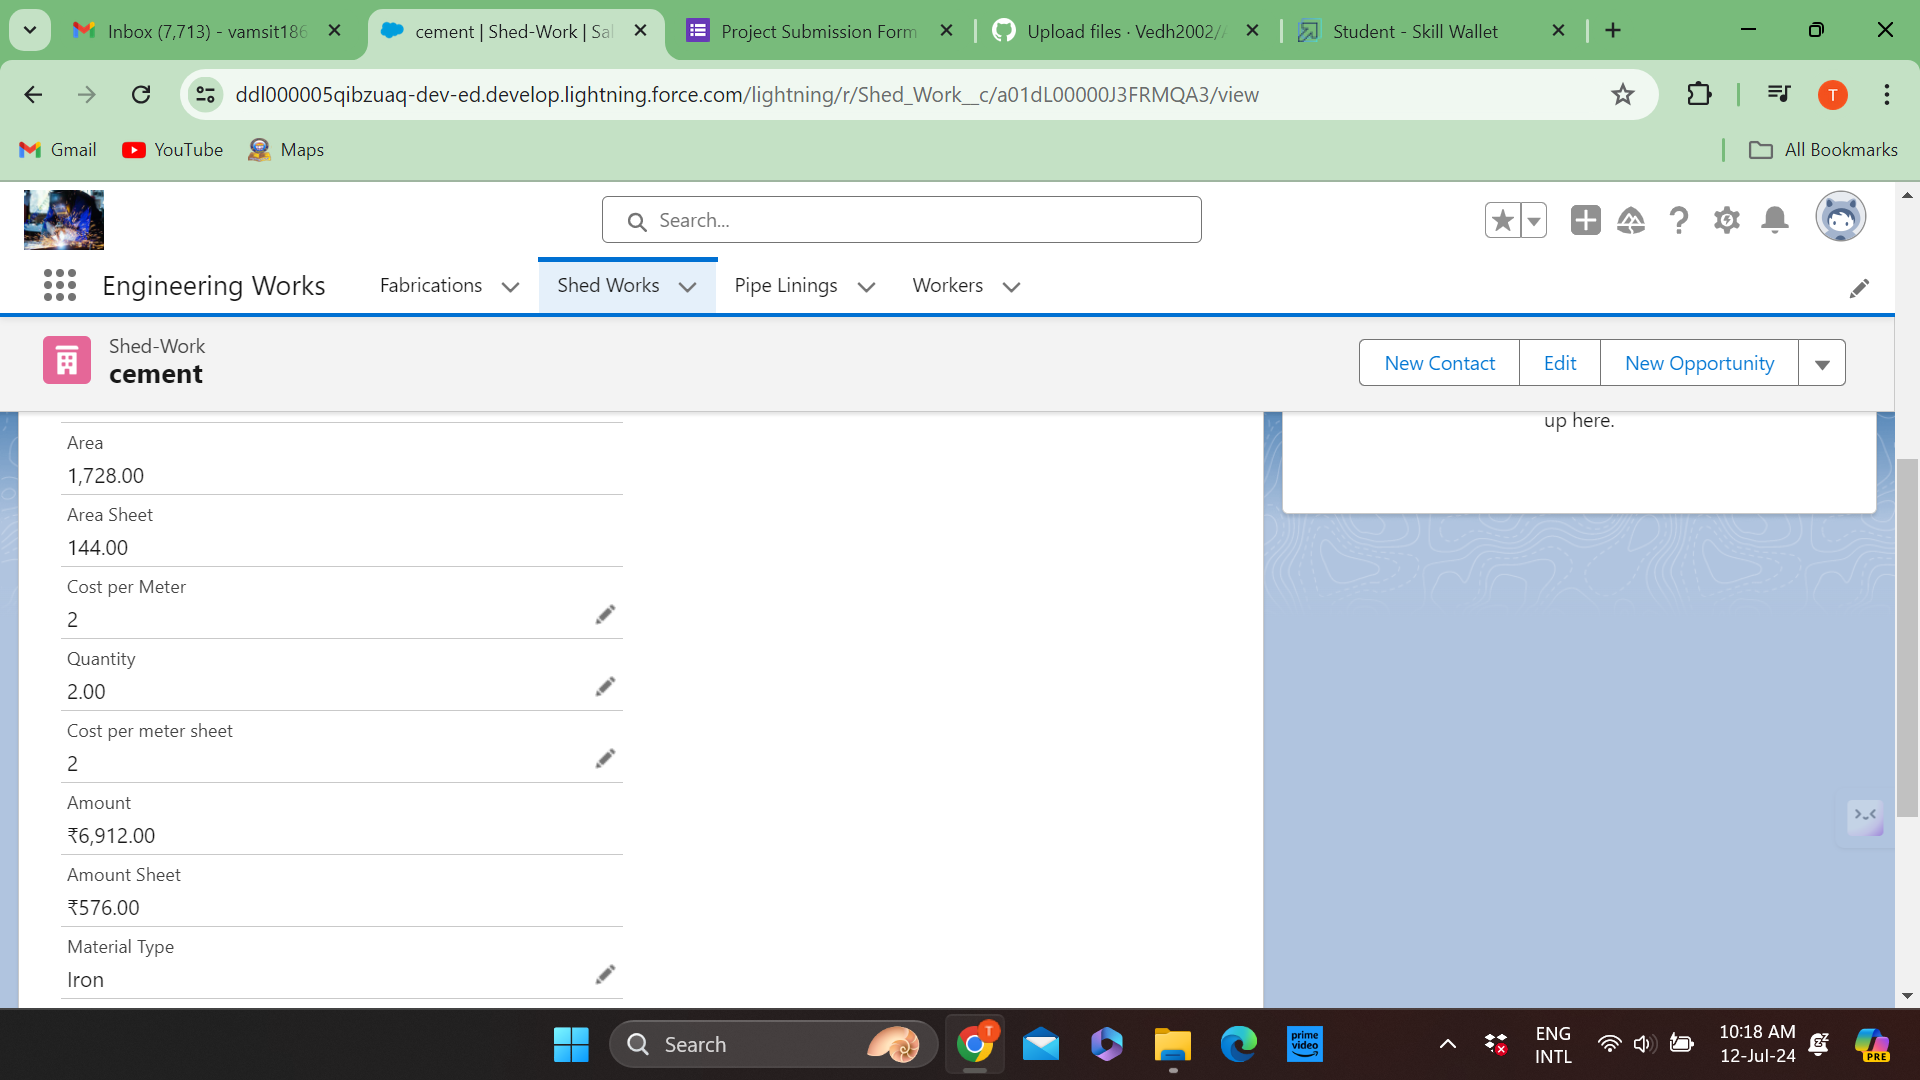 Inbox (7,713) - vamsit186
cement | Shed-Work | Sal
Project Submission Form
Upload files · Vedh2002/
Student - Skill Wallet
ddl000005qibzuaq-dev-ed.develop.lightning.force.com/lightning/r/Shed_Work__c/a01dL00000J3FRMQA3/view
T
Gmail
YouTube
Maps
All Bookmarks
Search...
Engineering Works
Fabrications
Shed Works
Pipe Linings
Workers
Shed-Work
cement
New Contact
Edit
New Opportunity
up here.
Area
1,728.00
Area Sheet
144.00
Cost per Meter
2
Quantity
2.00
Cost per meter sheet
2
Amount
₹6,912.00
Amount Sheet
₹576.00
Material Type
Iron
Search
T
prime video
ENG
INTL
10:18 AM
12-Jul-24
PRE